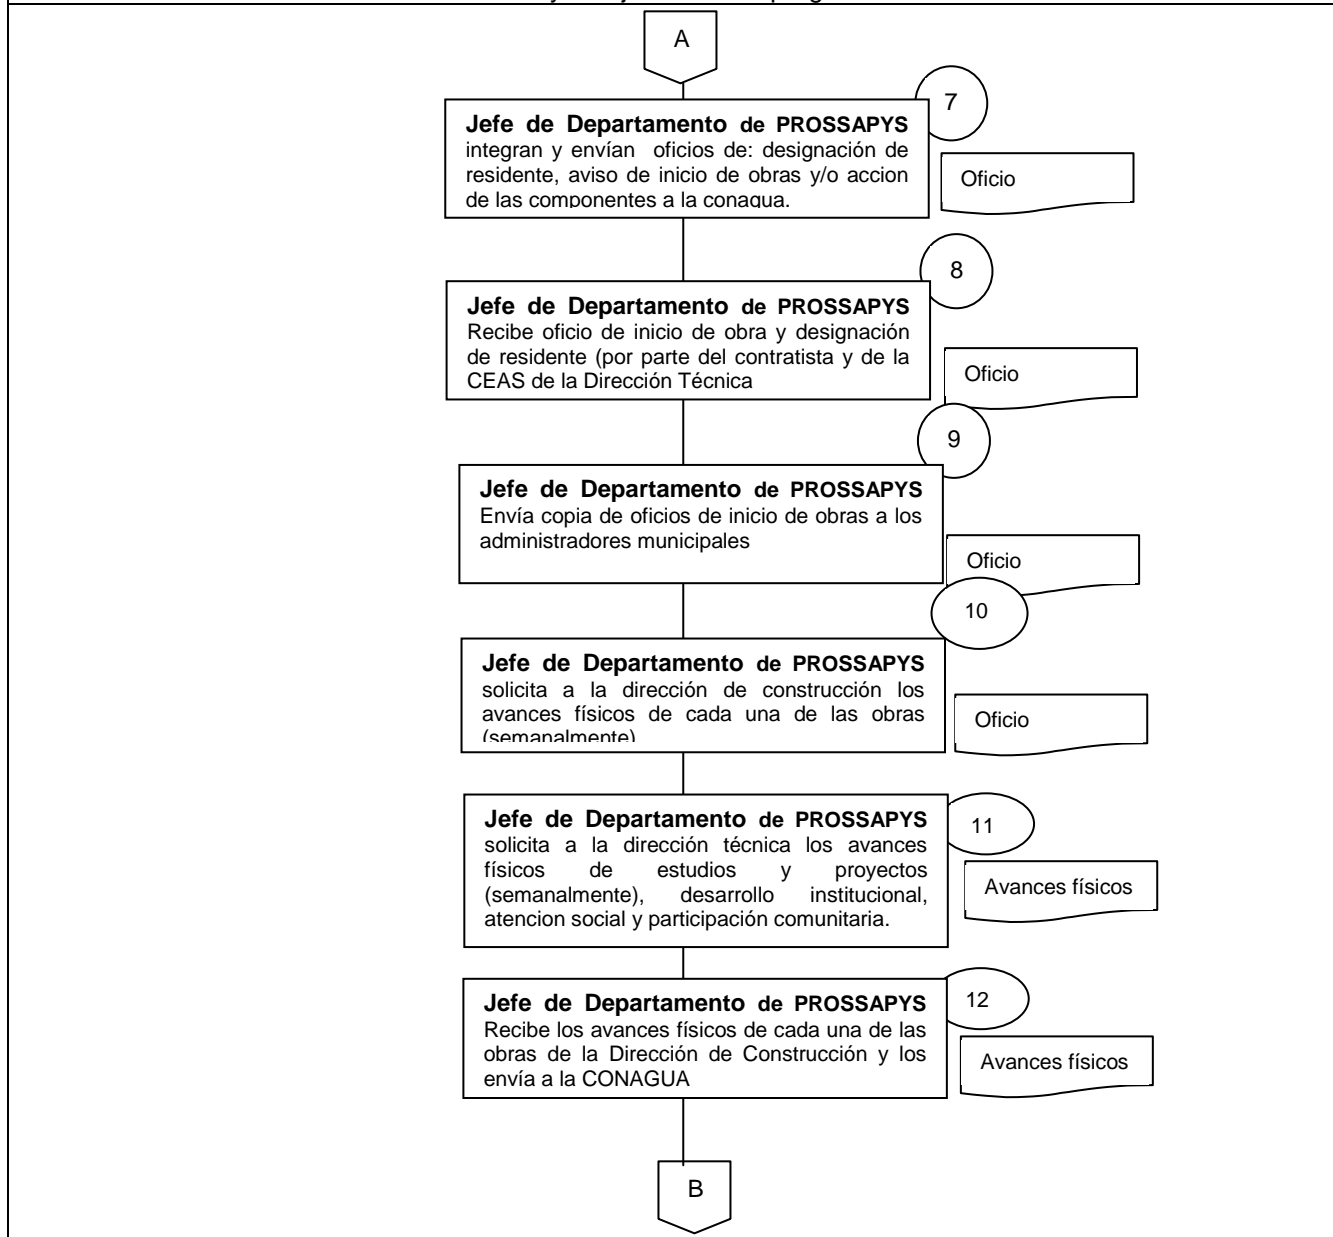 A
7
Jefe de Departamento de PROSSAPYS
integran y envían oficios de: designación de
residente, aviso de inicio de obras y/o accion
de las componentes a la conagua.
Oficio
8
Jefe de Departamento de PROSSAPYS
Recibe oficio de inicio de obra y designación
de residente (por parte del contratista y de la
CEAS de la Dirección Técnica
Oficio
9
Jefe de Departamento de PROSSAPYS
Envía copia de oficios de inicio de obras a los
administradores municipales
Oficio
10
Jefe de Departamento de PROSSAPYS
solicita a la dirección de construcción los
avances físicos de cada una de las obras
(semanalmente)
Oficio
11
Jefe de Departamento de PROSSAPYS
solicita a la dirección técnica los avances
físicos de estudios y proyectos
(semanalmente), desarrollo institucional,
atencion social y participación comunitaria.
Avances físicos
12
Jefe de Departamento de PROSSAPYS
Recibe los avances físicos de cada una de las
obras de la Dirección de Construcción y los
envía a la CONAGUA
Avances físicos
B